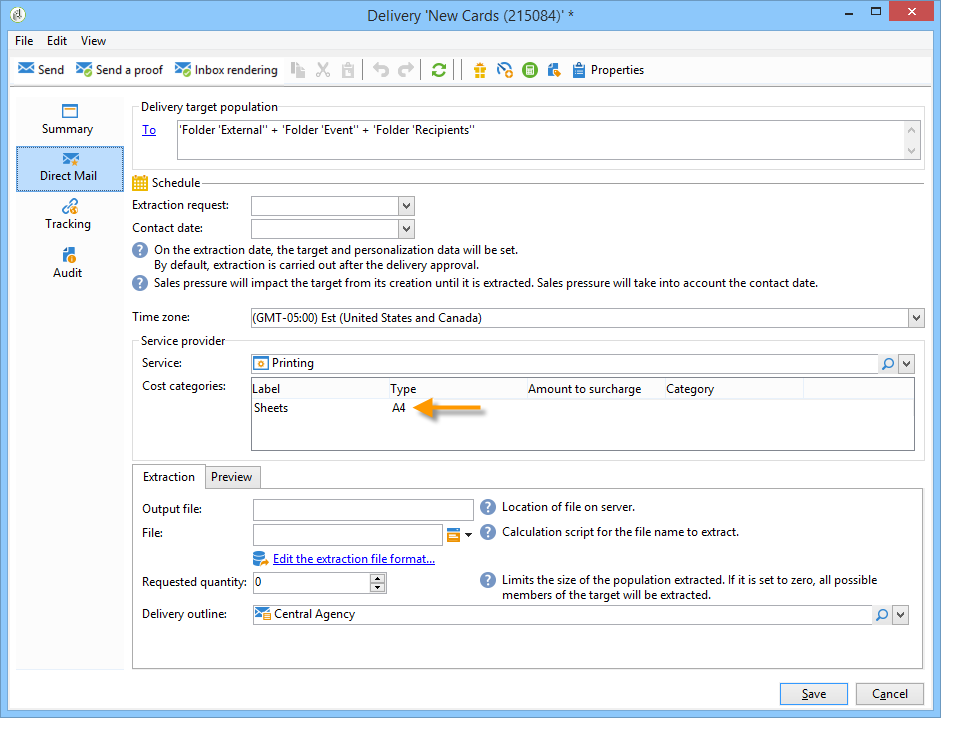 Delivery 'New Cards (215084)' *
File Edit View
Send Send a proof Inbox rendering Properties
Summary
Direct Mail
Tracking
Audit
Delivery target population
To 'Folder 'External'' + 'Folder 'Event'' + 'Folder 'Recipients''
Schedule
Extraction request:
Contact date:
? On the extraction date, the target and personalization data will be set.
By default, extraction is carried out after the delivery approval.
? Sales pressure will impact the target from its creation until it is extracted. Sales pressure will take into account the contact date.
Time zone: (GMT-05:00) Est (United States and Canada)
Service provider
Service: Printing
Cost categories: Label Type Amount to surcharge Category
Sheets A4
Extraction Preview
Output file: ? Location of file on server.
File: ? Calculation script for the file name to extract.
Edit the extraction file format...
Requested quantity: 0 ? Limits the size of the population extracted. If it is set to zero, all possible
members of the target will be extracted.
Delivery outline: Central Agency
Save Cancel